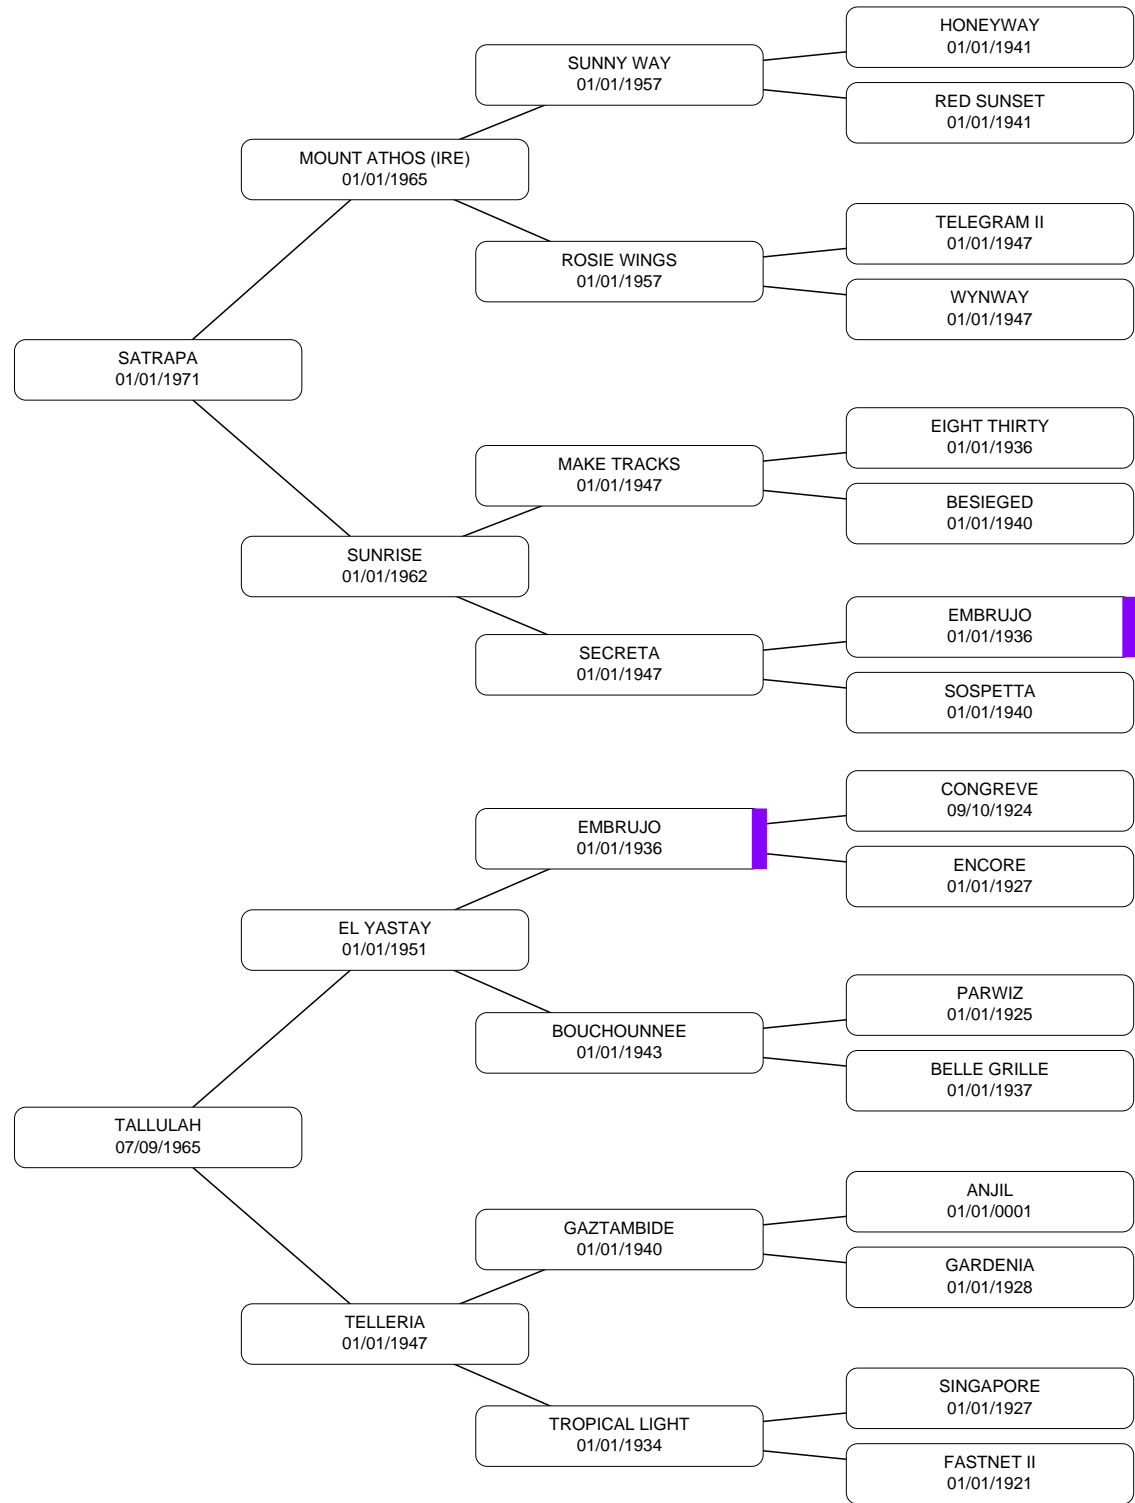 HONEYWAY
01/01/1941
SUNNY WAY
01/01/1957
RED SUNSET
01/01/1941
MOUNT ATHOS (IRE)
01/01/1965
TELEGRAM II
01/01/1947
ROSIE WINGS
01/01/1957
WYNWAY
01/01/1947
SATRAPA
01/01/1971
EIGHT THIRTY
01/01/1936
MAKE TRACKS
01/01/1947
BESIEGED
01/01/1940
SUNRISE
01/01/1962
EMBRUJO
01/01/1936
SECRETA
01/01/1947
SOSPETTA
01/01/1940
CONGREVE
09/10/1924
EMBRUJO
01/01/1936
ENCORE
01/01/1927
EL YASTAY
01/01/1951
PARWIZ
01/01/1925
BOUCHOUNNEE
01/01/1943
BELLE GRILLE
01/01/1937
TALLULAH
07/09/1965
ANJIL
01/01/0001
GAZTAMBIDE
01/01/1940
GARDENIA
01/01/1928
TELLERIA
01/01/1947
SINGAPORE
01/01/1927
TROPICAL LIGHT
01/01/1934
FASTNET II
01/01/1921